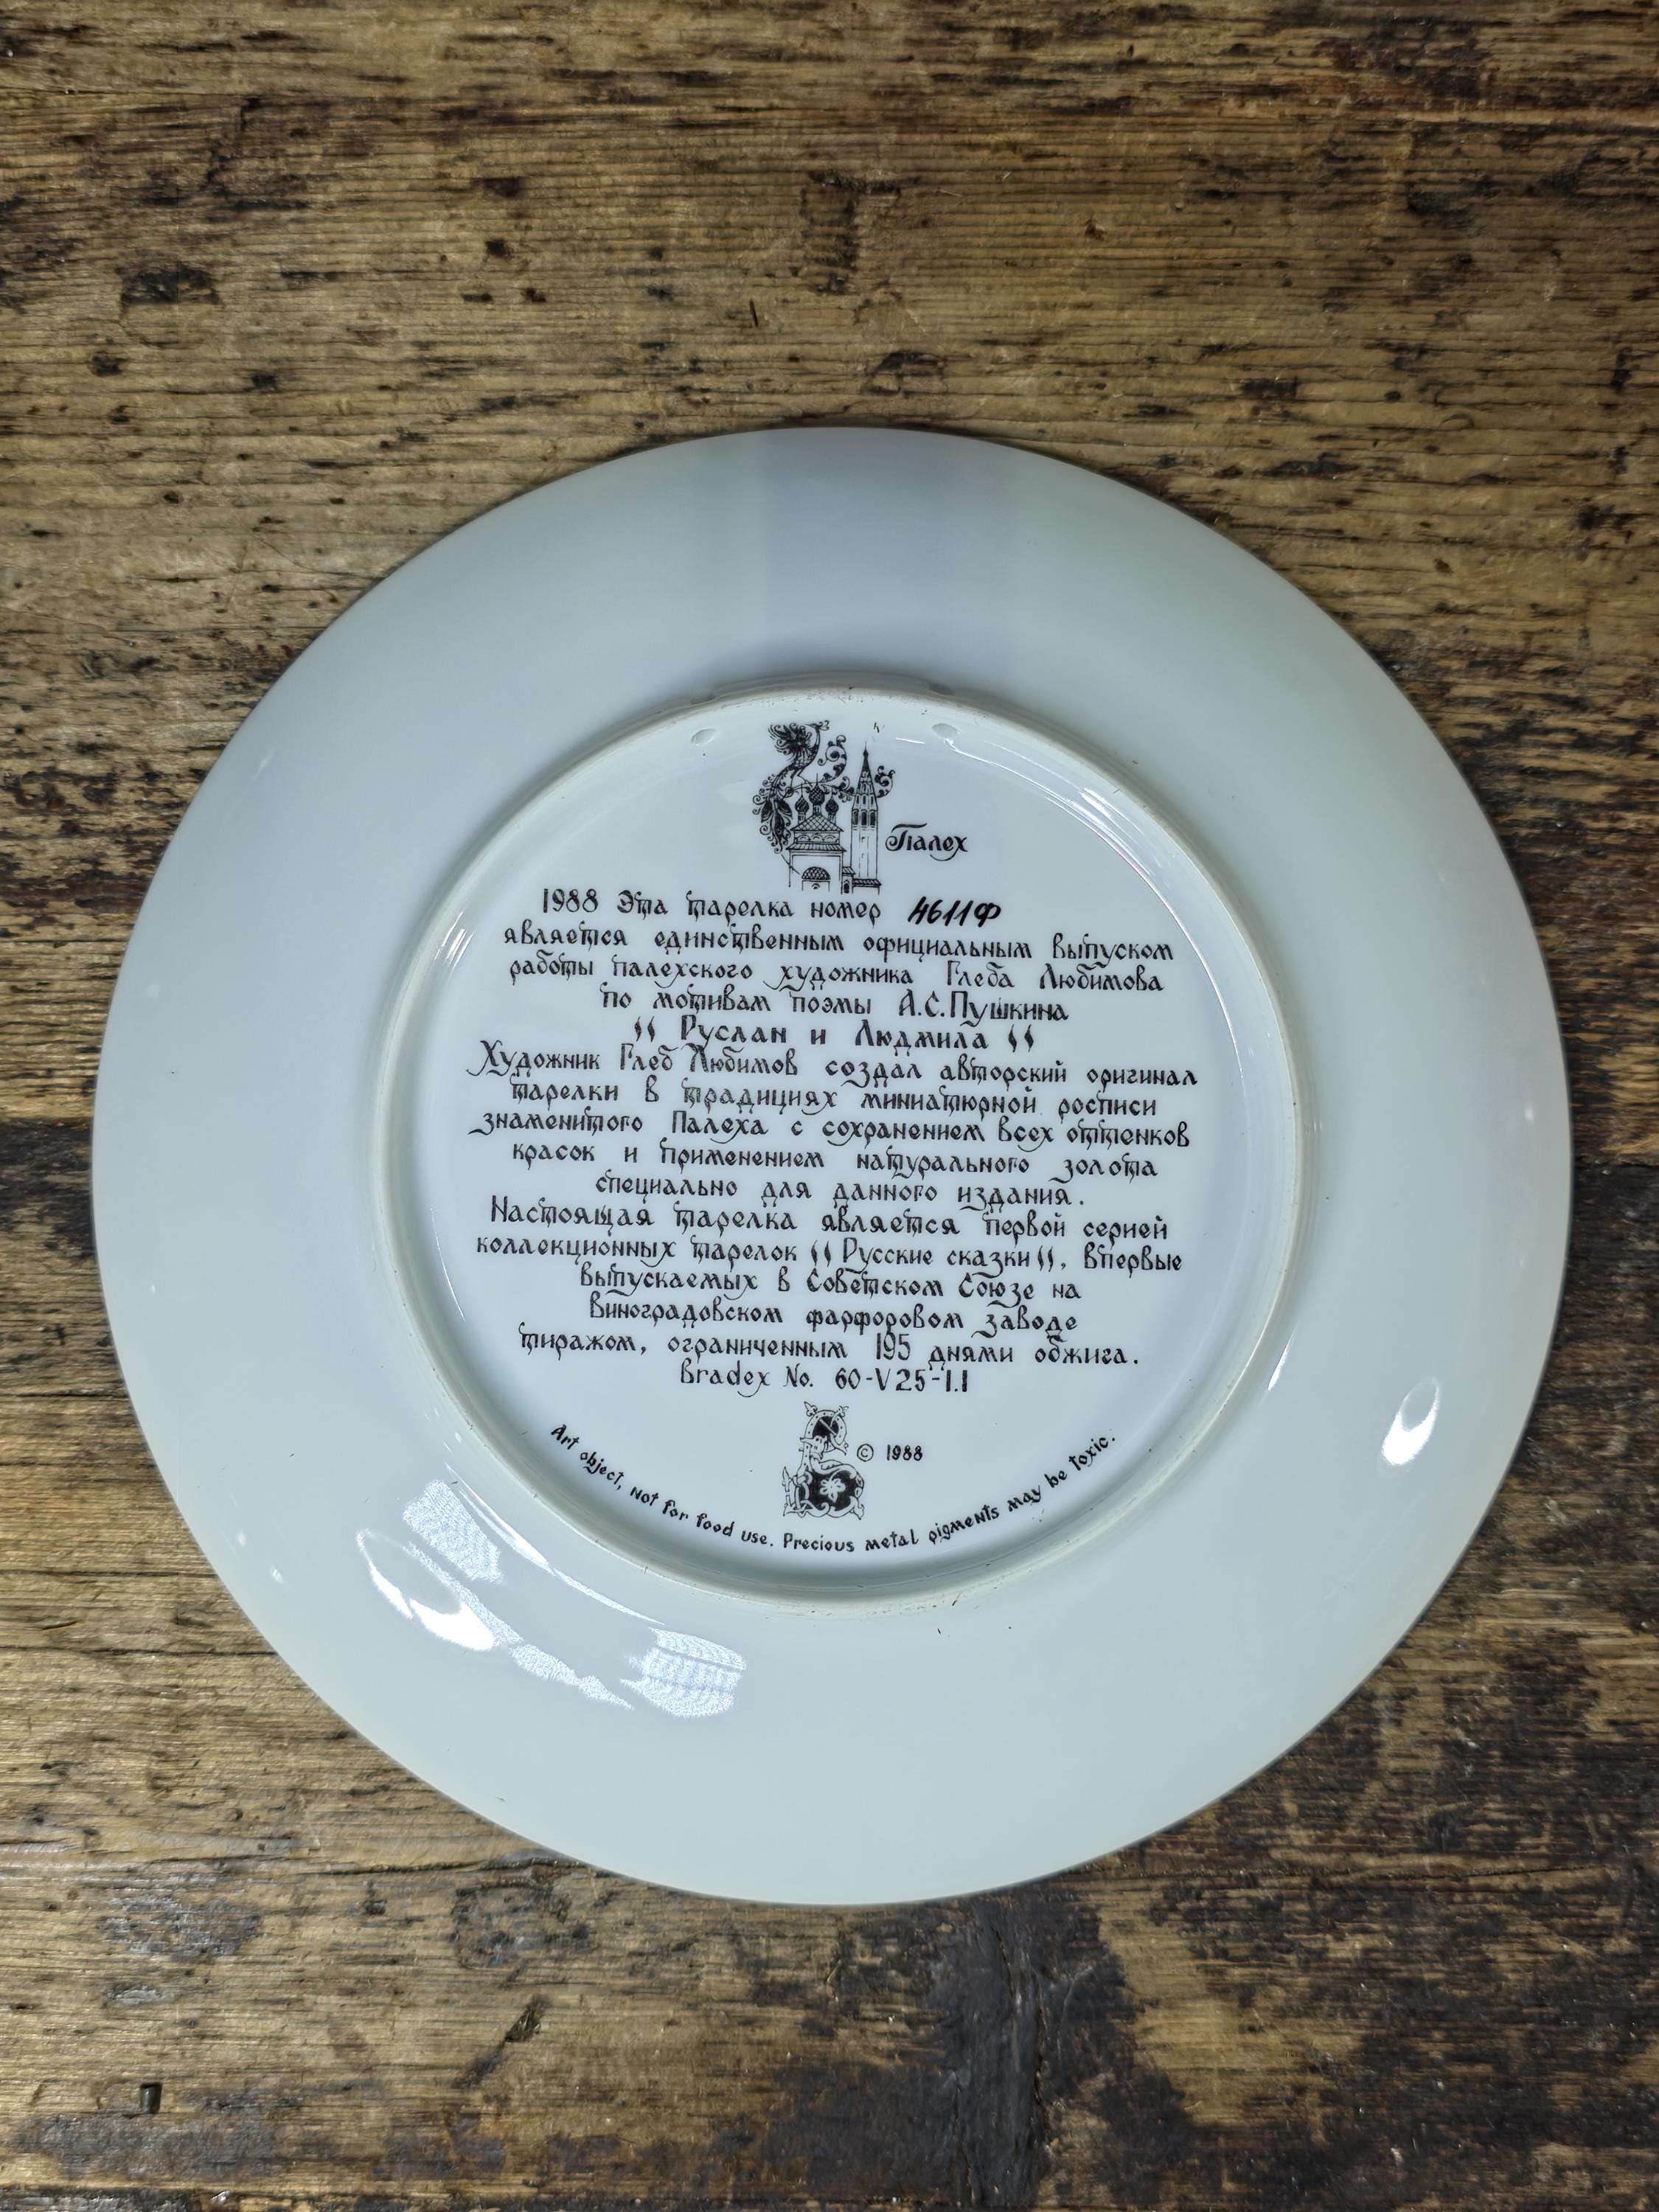 Палех
1988 Эта тарелка номер 4611Ф
является единственным официальным выпуском
работы палехского художника Глеба Любимова
по мотивам поэмы А.С.Пушкина
"Руслан и Людмила"
Художник Глеб Любимов создал авторский оригинал
тарелки в традициях миниатюрной росписи
знаменитого Палеха с сохранением всех оттенков
красок и применением натурального золота
специально для данного издания.
Настоящая тарелка является первой серией
коллекционных тарелок "Русские сказки", впервые
выпускаемых в Советском Союзе на
Виноградовском фарфоровом заводе
тиражом, ограниченным 195 днями обжига.
Bradex No. 60-V25-1.1
© 1988
Art object, not for food use. Precious metal pigments may be toxic.